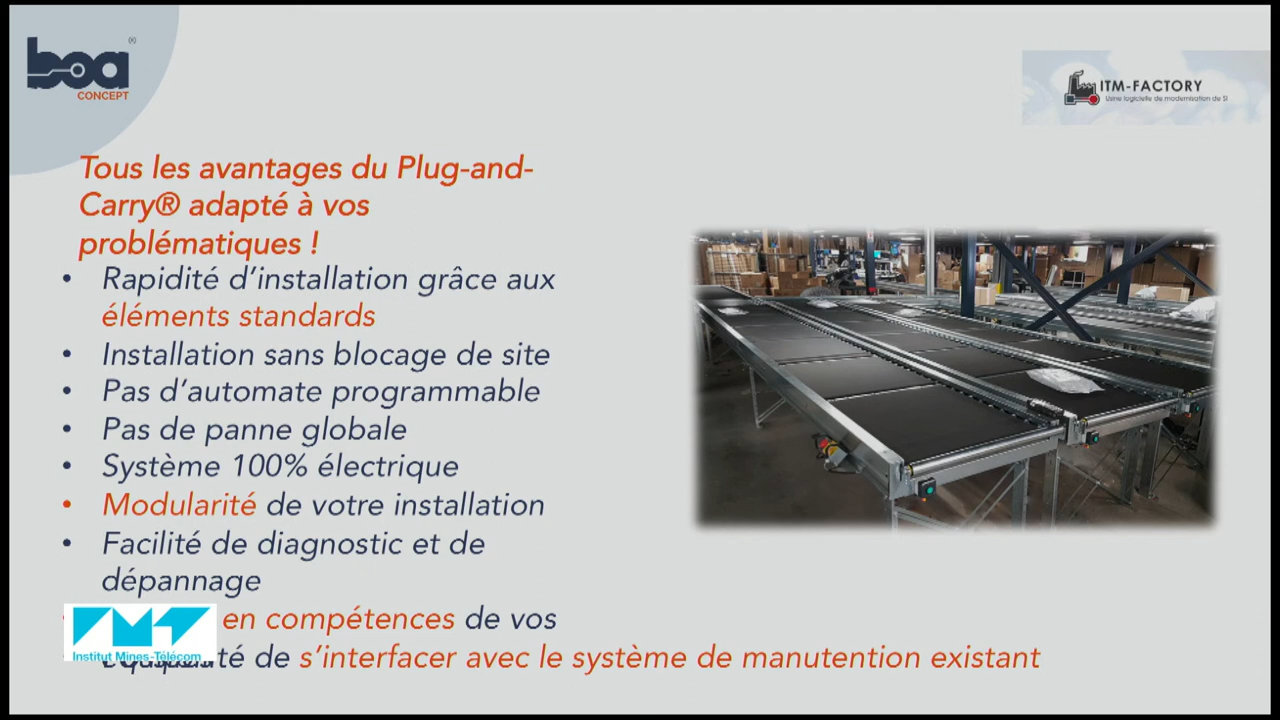 boa
CONCEPT
ITM-FACTORY
Usine logicielle de modernisation de SI
Tous les avantages du Plug-and-
Carry® adapté à vos
problématiques !
• Rapidité d'installation grâce aux
éléments standards
• Installation sans blocage de site
• Pas d'automate programmable
• Pas de panne globale
• Système 100% électrique
• Modularité de votre installation
• Facilité de diagnostic et de
dépannage
en compétences de vos
té de s'interfacer avec le système de manutention existant
Institut Mines-Télécom